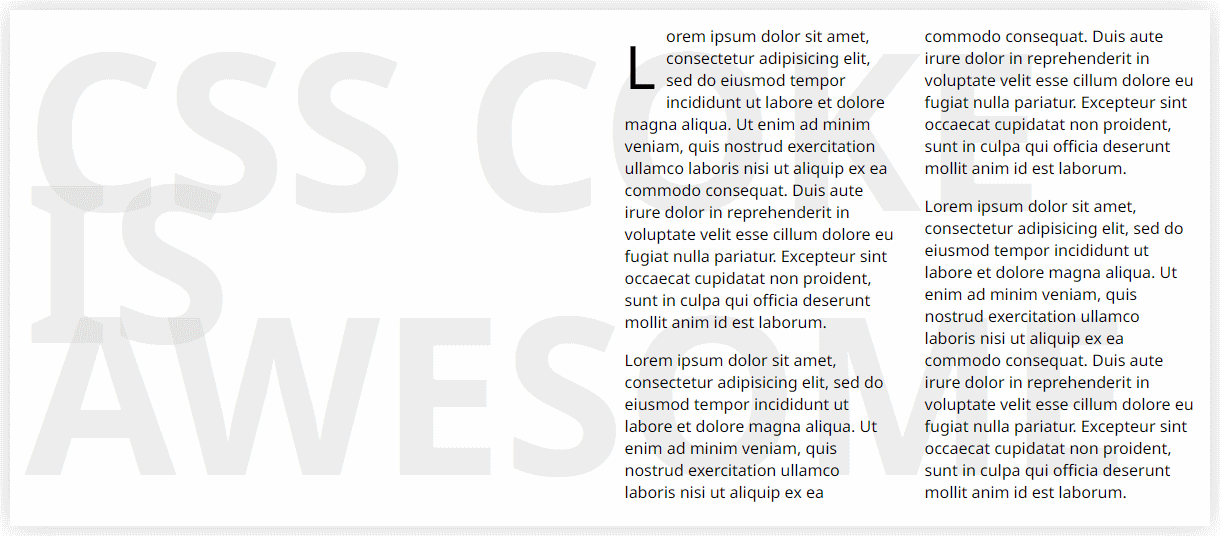 CSS COKE
IS
AWESOME
Lorem ipsum dolor sit amet,
consectetur adipisicing elit,
sed do eiusmod tempor
incididunt ut labore et dolore
magna aliqua. Ut enim ad minim
veniam, quis nostrud exercitation
ullamco laboris nisi ut aliquip ex ea
commodo consequat. Duis aute
irure dolor in reprehenderit in
voluptate velit esse cillum dolore eu
fugiat nulla pariatur. Excepteur sint
occaecat cupidatat non proident,
sunt in culpa qui officia deserunt
mollit anim id est laborum.
Lorem ipsum dolor sit amet,
consectetur adipisicing elit, sed do
eiusmod tempor incididunt ut
labore et dolore magna aliqua. Ut
enim ad minim veniam, quis
nostrud exercitation ullamco
laboris nisi ut aliquip ex ea
commodo consequat. Duis aute
irure dolor in reprehenderit in
voluptate velit esse cillum dolore eu
fugiat nulla pariatur. Excepteur sint
occaecat cupidatat non proident,
sunt in culpa qui officia deserunt
mollit anim id est laborum.
Lorem ipsum dolor sit amet,
consectetur adipisicing elit, sed do
eiusmod tempor incididunt ut
labore et dolore magna aliqua. Ut
enim ad minim veniam, quis
nostrud exercitation ullamco
laboris nisi ut aliquip ex ea
commodo consequat. Duis aute
irure dolor in reprehenderit in
voluptate velit esse cillum dolore eu
fugiat nulla pariatur. Excepteur sint
occaecat cupidatat non proident,
sunt in culpa qui officia deserunt
mollit anim id est laborum.